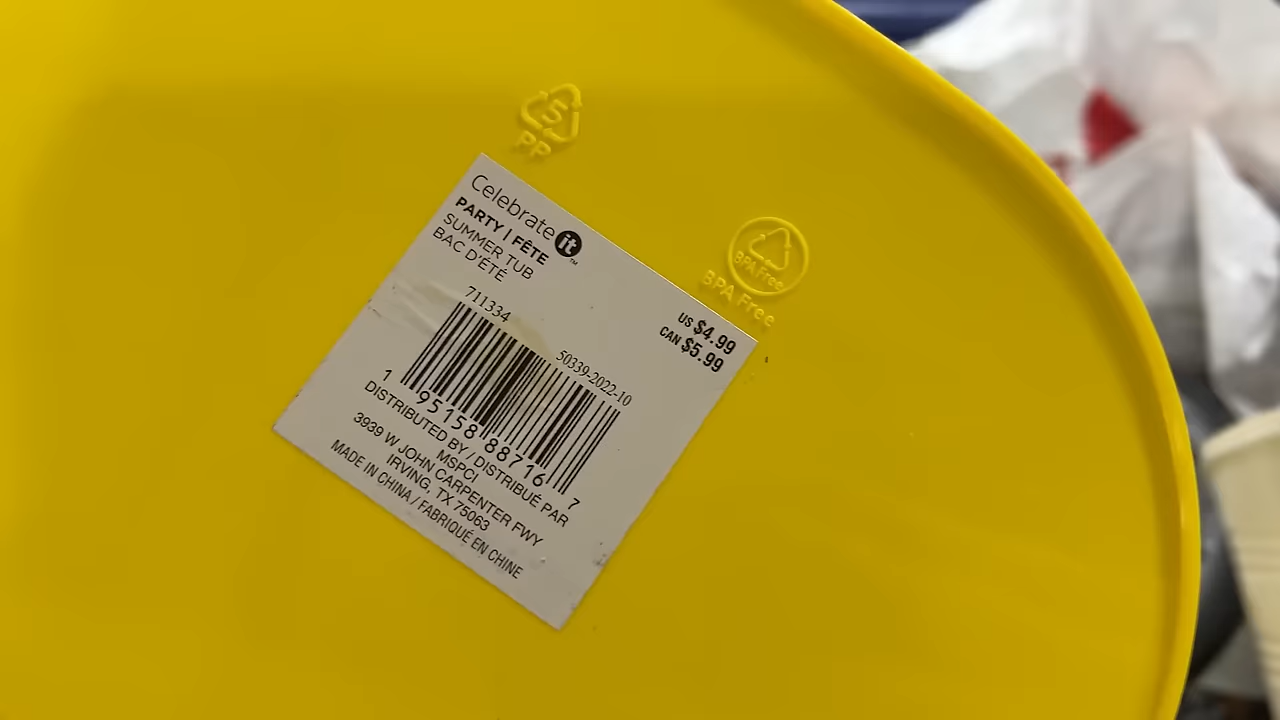 5
PP
BPA Free
BPA Free
Celebrate it™
PARTY | FÊTE
SUMMER TUB
BAC D'ÉTÉ
US $4.99
CAN $5.99
711334
50339-2022-10
1 95158 88716 7
DISTRIBUTED BY / DISTRIBUÉ PAR
MSPCI
3939 W JOHN CARPENTER FWY
IRVING, TX 75063
MADE IN CHINA / FABRIQUÉ EN CHINE